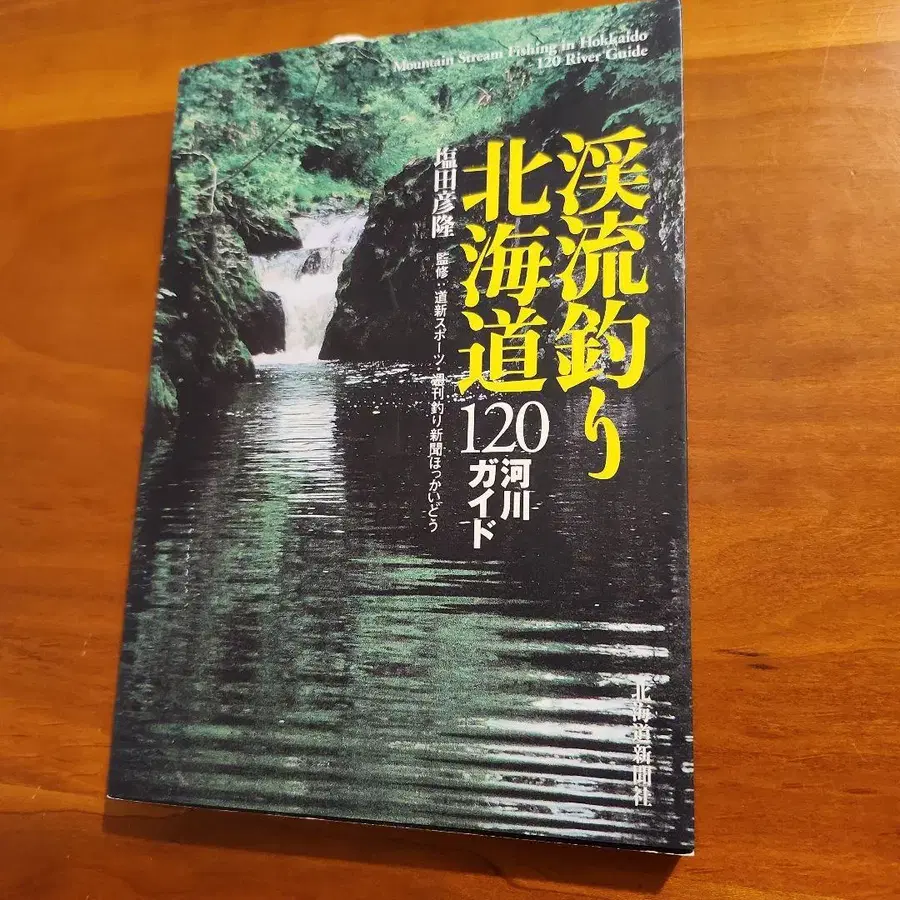 Mountain Stream Fishing in Hokkaido
120 River Guide
渓流釣り
北海道
120
河川
ガイド
塩田彦隆
監修:道新スポーツ・週刊釣り新聞ほっかいどう
北海道新聞社